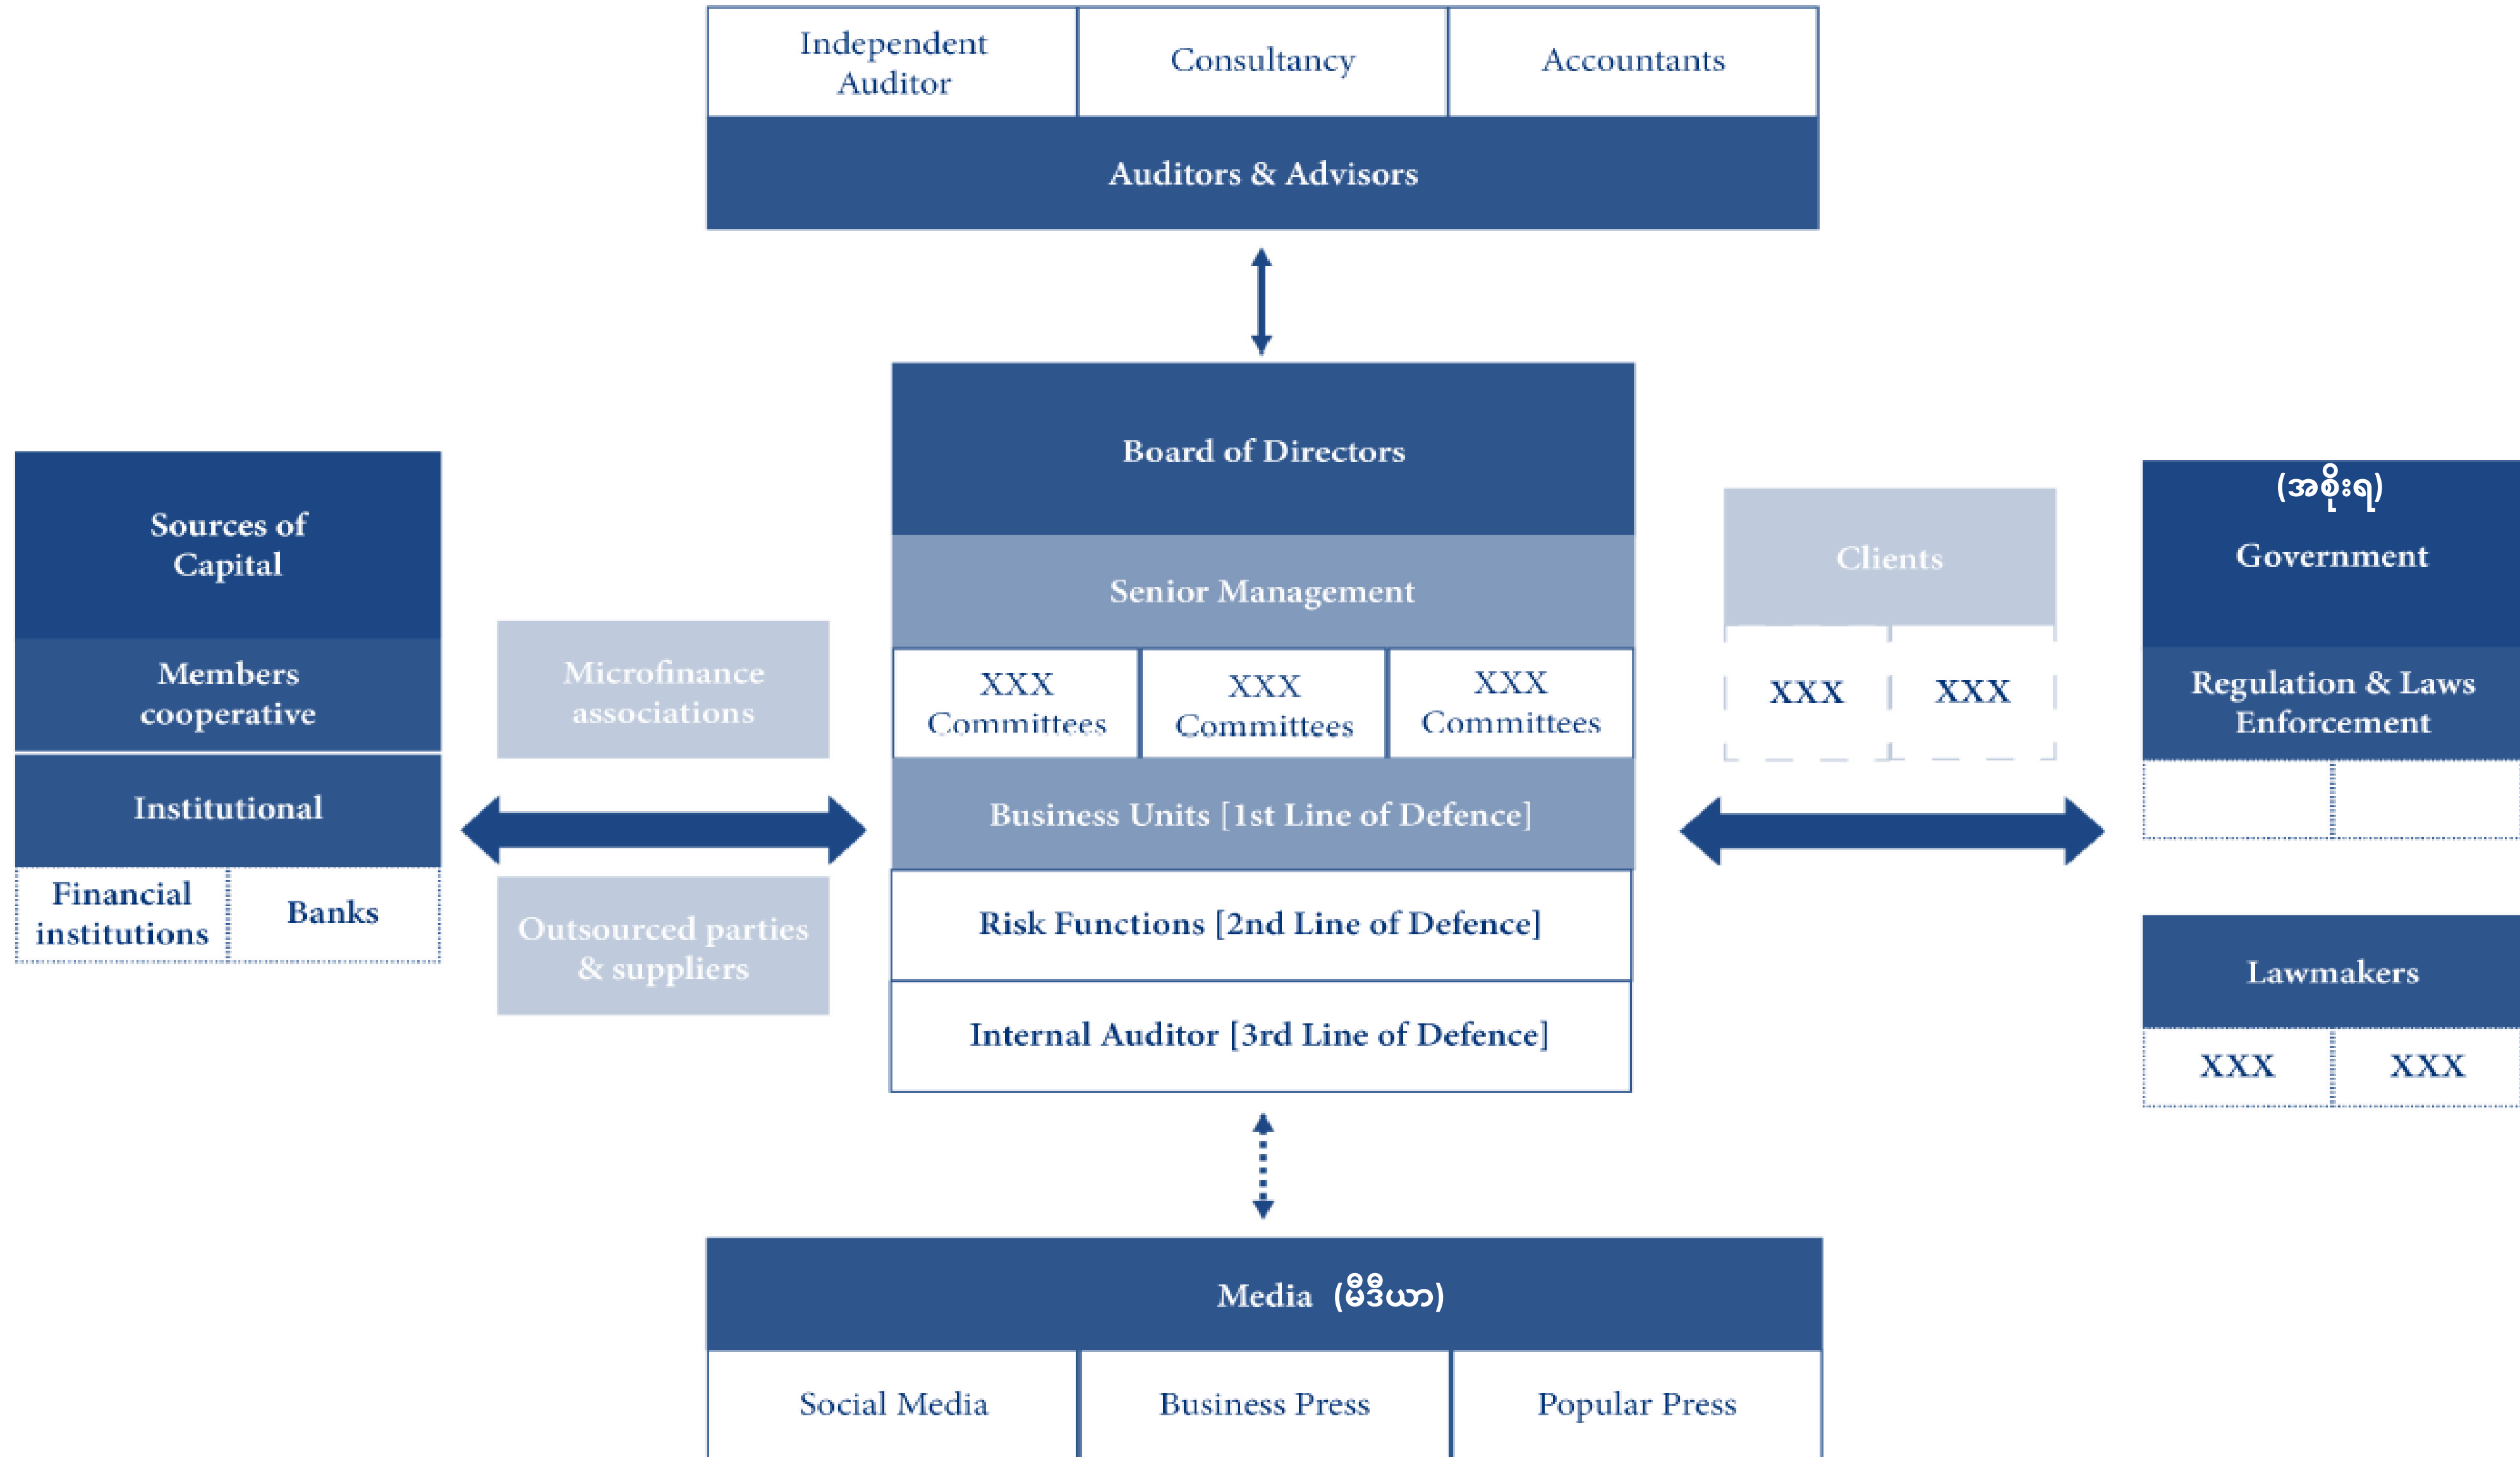 Independent
Auditor
Consultancy
Accountants
Auditors & Advisors
Board of Directors
Senior Management
XXX
Committees
XXX
Committees
XXX
Committees
Business Units [1st Line of Defence]
Risk Functions [2nd Line of Defence]
Internal Auditor [3rd Line of Defence]
Sources of
Capital
Members
cooperative
Institutional
Financial
institutions
Banks
Microfinance
associations
Outsourced parties
& suppliers
Clients
XXX
XXX
(အစိုးရ)
Government
Regulation & Laws
Enforcement
Lawmakers
XXX
XXX
Media (မီဒီယာ)
Social Media
Business Press
Popular Press